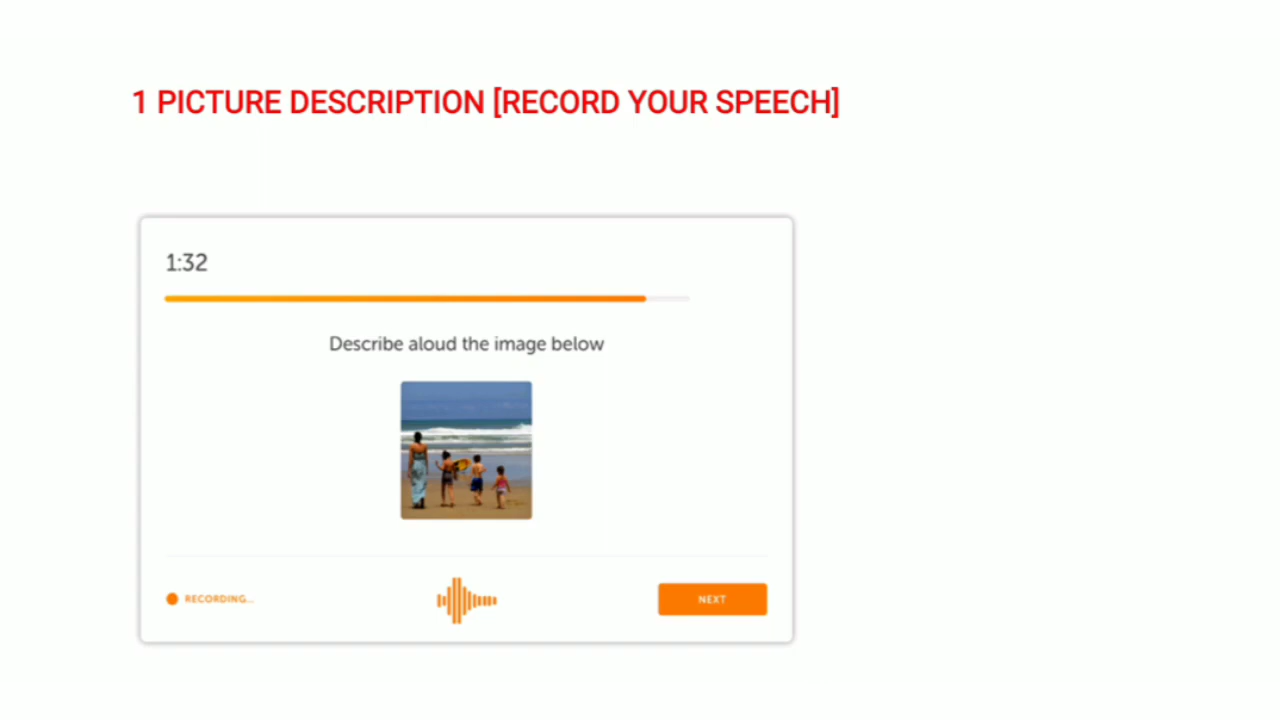 1 PICTURE DESCRIPTION [RECORD YOUR SPEECH]
1:32
Describe aloud the image below
RECORDING...
NEXT